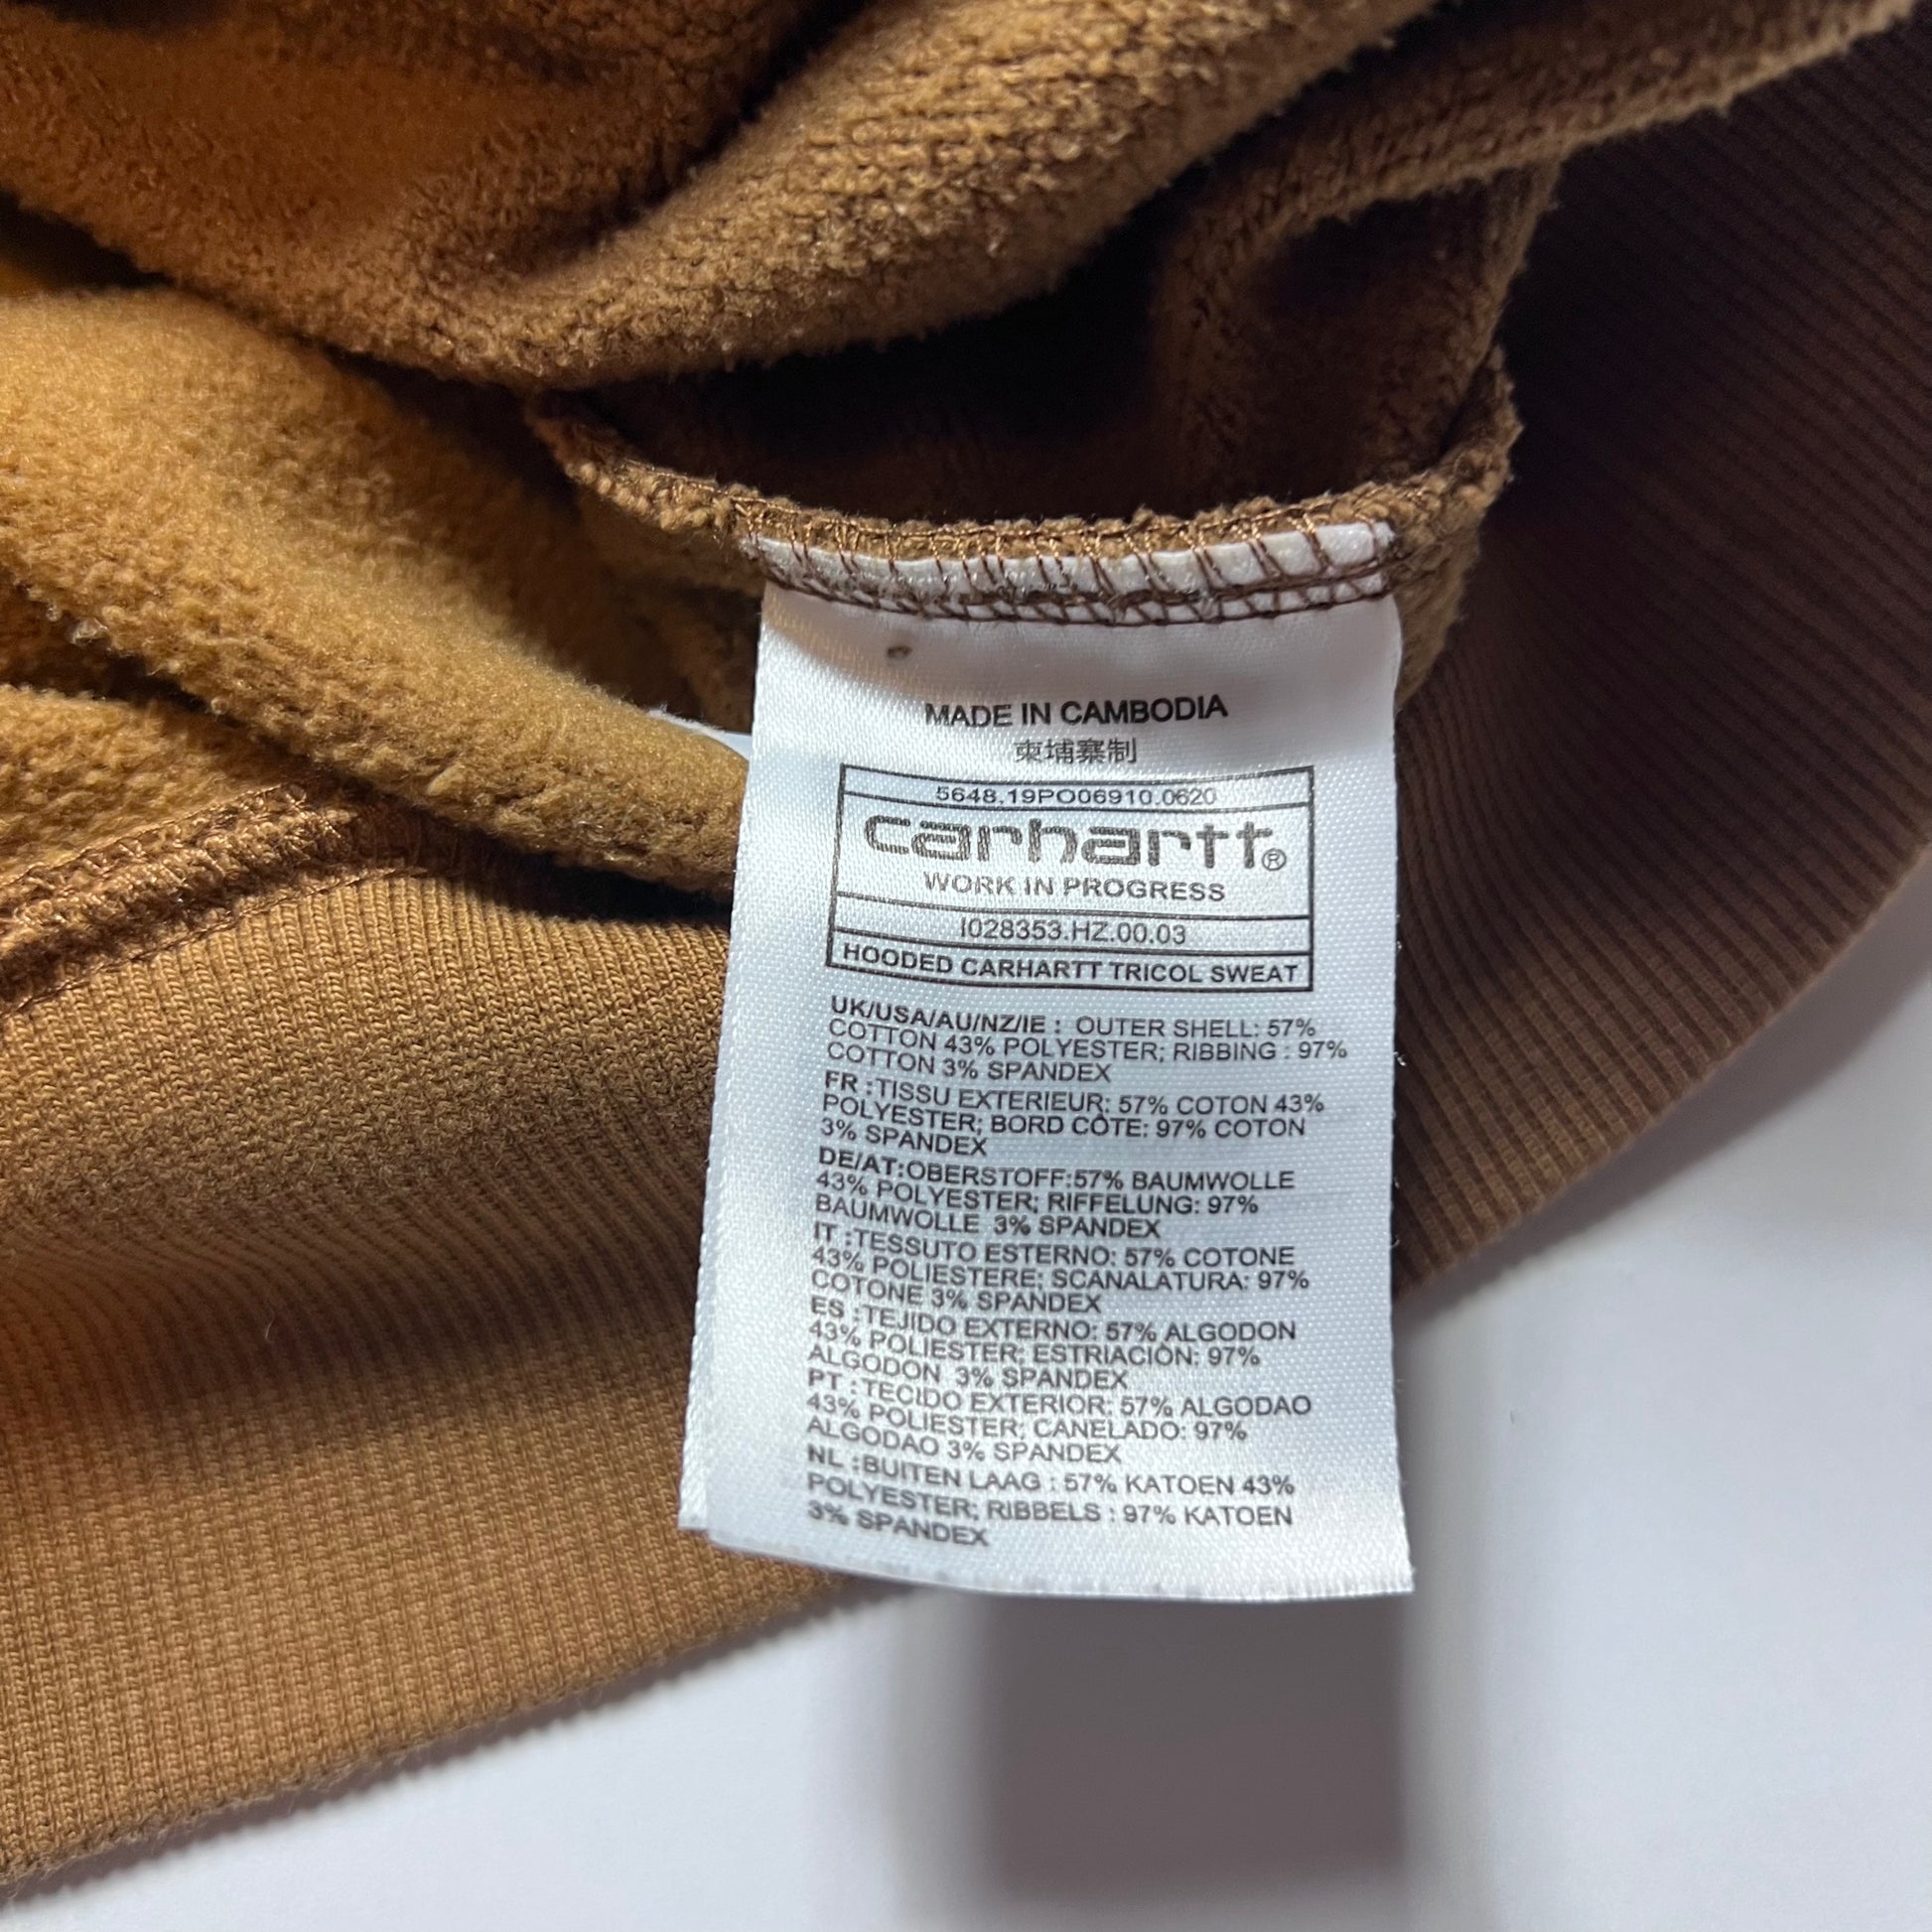 MADE IN CAMBODIA
柬埔寨制
5648.19PO06910.0620
carhartt®
WORK IN PROGRESS
I028353.HZ.00.03
HOODED CARHARTT TRICOL SWEAT
UK/USA/AU/NZ/IE : OUTER SHELL: 57%
COTTON 43% POLYESTER; RIBBING : 97%
COTTON 3% SPANDEX
FR :TISSU EXTERIEUR: 57% COTON 43%
POLYESTER; BORD CÔTE: 97% COTON
3% SPANDEX
DE/AT:OBERSTOFF:57% BAUMWOLLE
43% POLYESTER; RIFFELUNG: 97%
BAUMWOLLE 3% SPANDEX
IT :TESSUTO ESTERNO: 57% COTONE
43% POLIESTERE; SCANALATURA: 97%
COTONE 3% SPANDEX
ES :TEJIDO EXTERNO: 57% ALGODON
43% POLIESTER; ESTRIACIÓN: 97%
ALGODON 3% SPANDEX
PT : TECIDO EXTERIOR: 57% ALGODAO
43% POLIESTER; CANELADO: 97%
ALGODAO 3% SPANDEX
NL :BUITEN LAAG : 57% KATOEN 43%
POLYESTER; RIBBELS : 97% KATOEN
3% SPANDEX